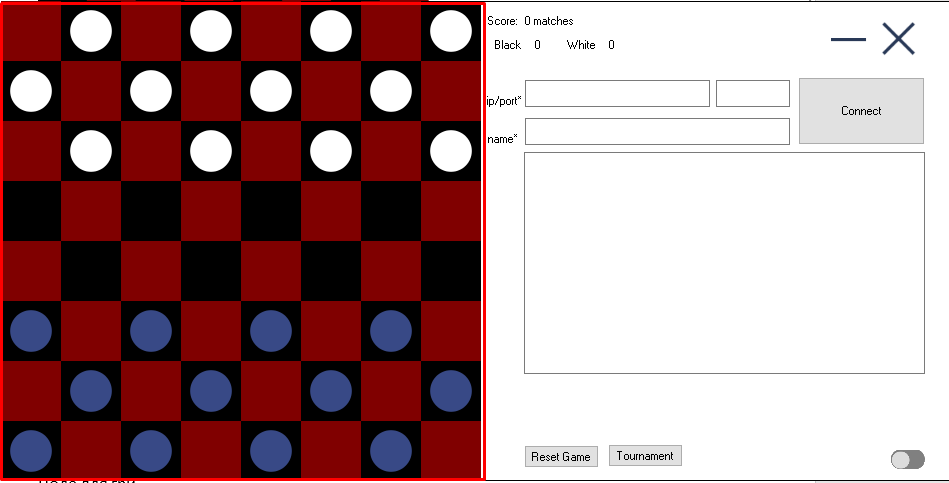 Score: 0 matches
Black 0 White 0
ip/port*
Connect
name*
Reset Game
Tournament